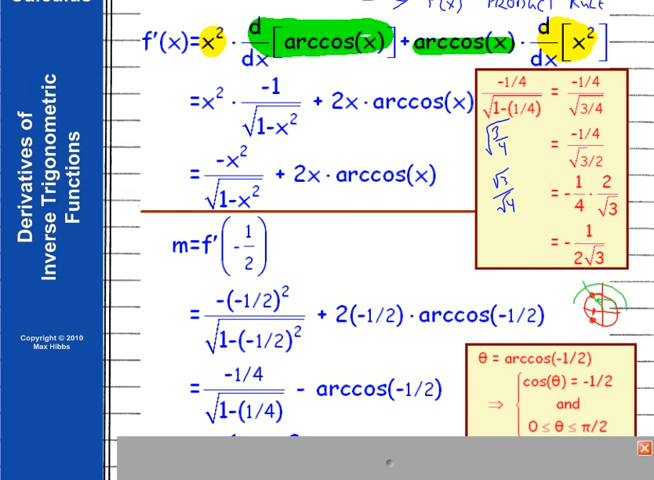 Calculus
Derivatives of
Inverse Trigonometric
Functions
Copyright © 2010
Max Hibbs
f(x) PRODUCT RULE
f'(x)=x² · d/dx [arccos(x)] + arccos(x) · d/dx [x²]
=x² · -1/√(1-x²) + 2x · arccos(x)
= -x²/√(1-x²) + 2x · arccos(x)
m=f'(-1/2)
= -(-1/2)²/√(1-(-1/2)²) + 2(-1/2) · arccos(-1/2)
= -1/4/√(1-(1/4)) - arccos(-1/2)
-1/4/√(1-(1/4)) = -1/4/√(3/4)
√(3/4)
= -1/4/(√3/2)
√3/√4
= -1/4 · 2/√3
= - 1/(2√3)
θ = arccos(-1/2)
⇒ { cos(θ) = -1/2
and
0 ≤ θ ≤ π/2